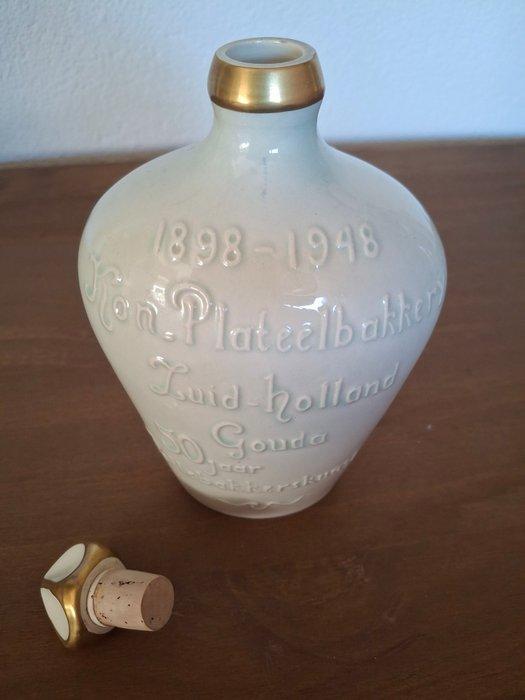 1898-1948
Kon. Plateelbakkerij
Zuid-holland
Gouda
50 jaar